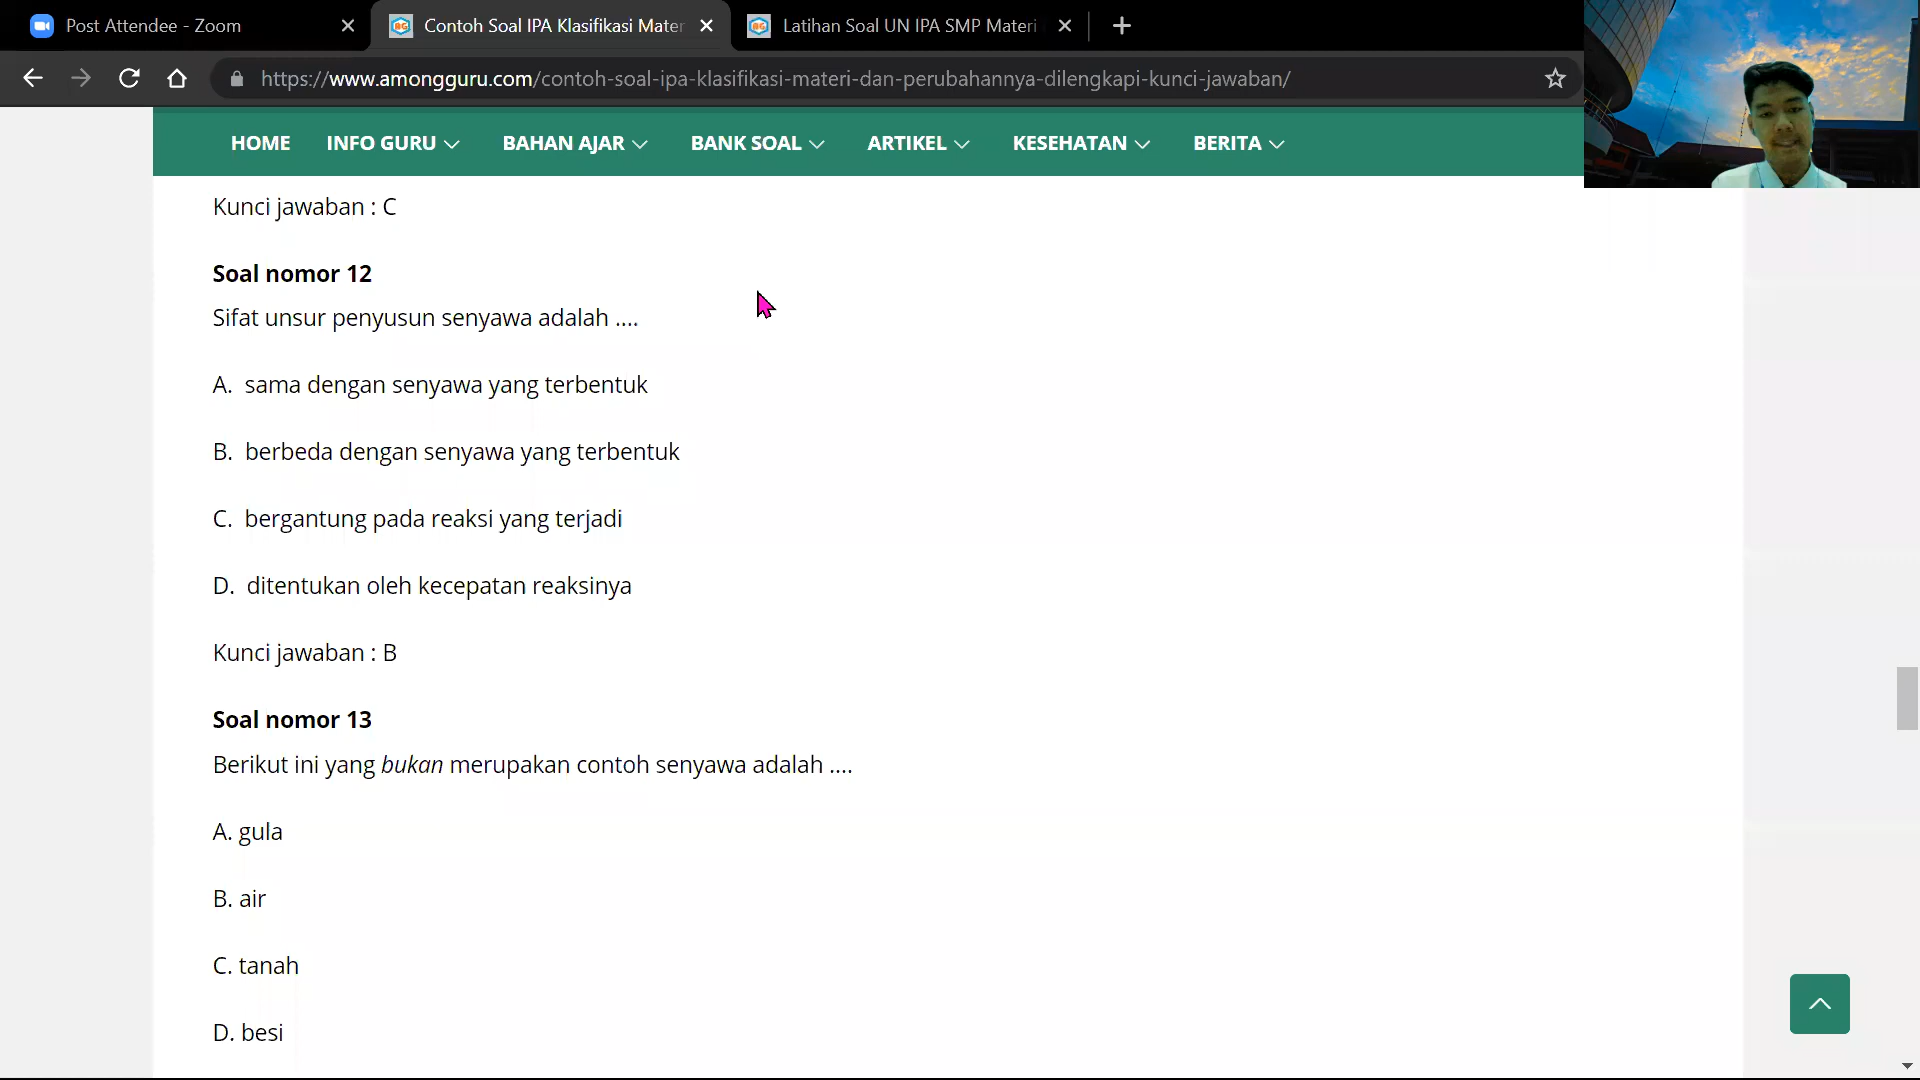 Post Attendee - Zoom
Contoh Soal IPA Klasifikasi Mater
Latihan Soal UN IPA SMP Materi
https://www.amongguru.com/contoh-soal-ipa-klasifikasi-materi-dan-perubahannya-dilengkapi-kunci-jawaban/
HOME INFO GURU BAHAN AJAR BANK SOAL ARTIKEL KESEHATAN BERITA
Kunci jawaban : C
Soal nomor 12
Sifat unsur penyusun senyawa adalah ....
A. sama dengan senyawa yang terbentuk
B. berbeda dengan senyawa yang terbentuk
C. bergantung pada reaksi yang terjadi
D. ditentukan oleh kecepatan reaksinya
Kunci jawaban : B
Soal nomor 13
Berikut ini yang bukan merupakan contoh senyawa adalah ....
A. gula
B. air
C. tanah
D. besi